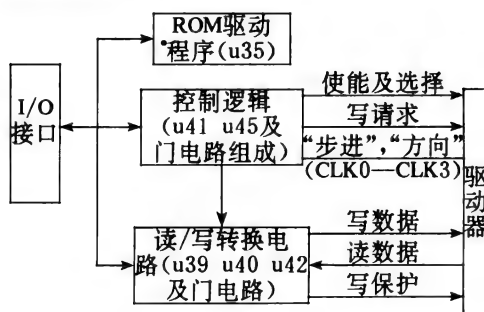 ROM驱动
程序(u35)
I/O
接口
控制逻辑
(u41 u45及
门电路组成)
使能及选择
写请求
“步进”,“方向”
(CLK0—CLK3)
驱动器
读/写转换电
路(u39 u40 u42
及门电路)
写数据
读数据
写保护